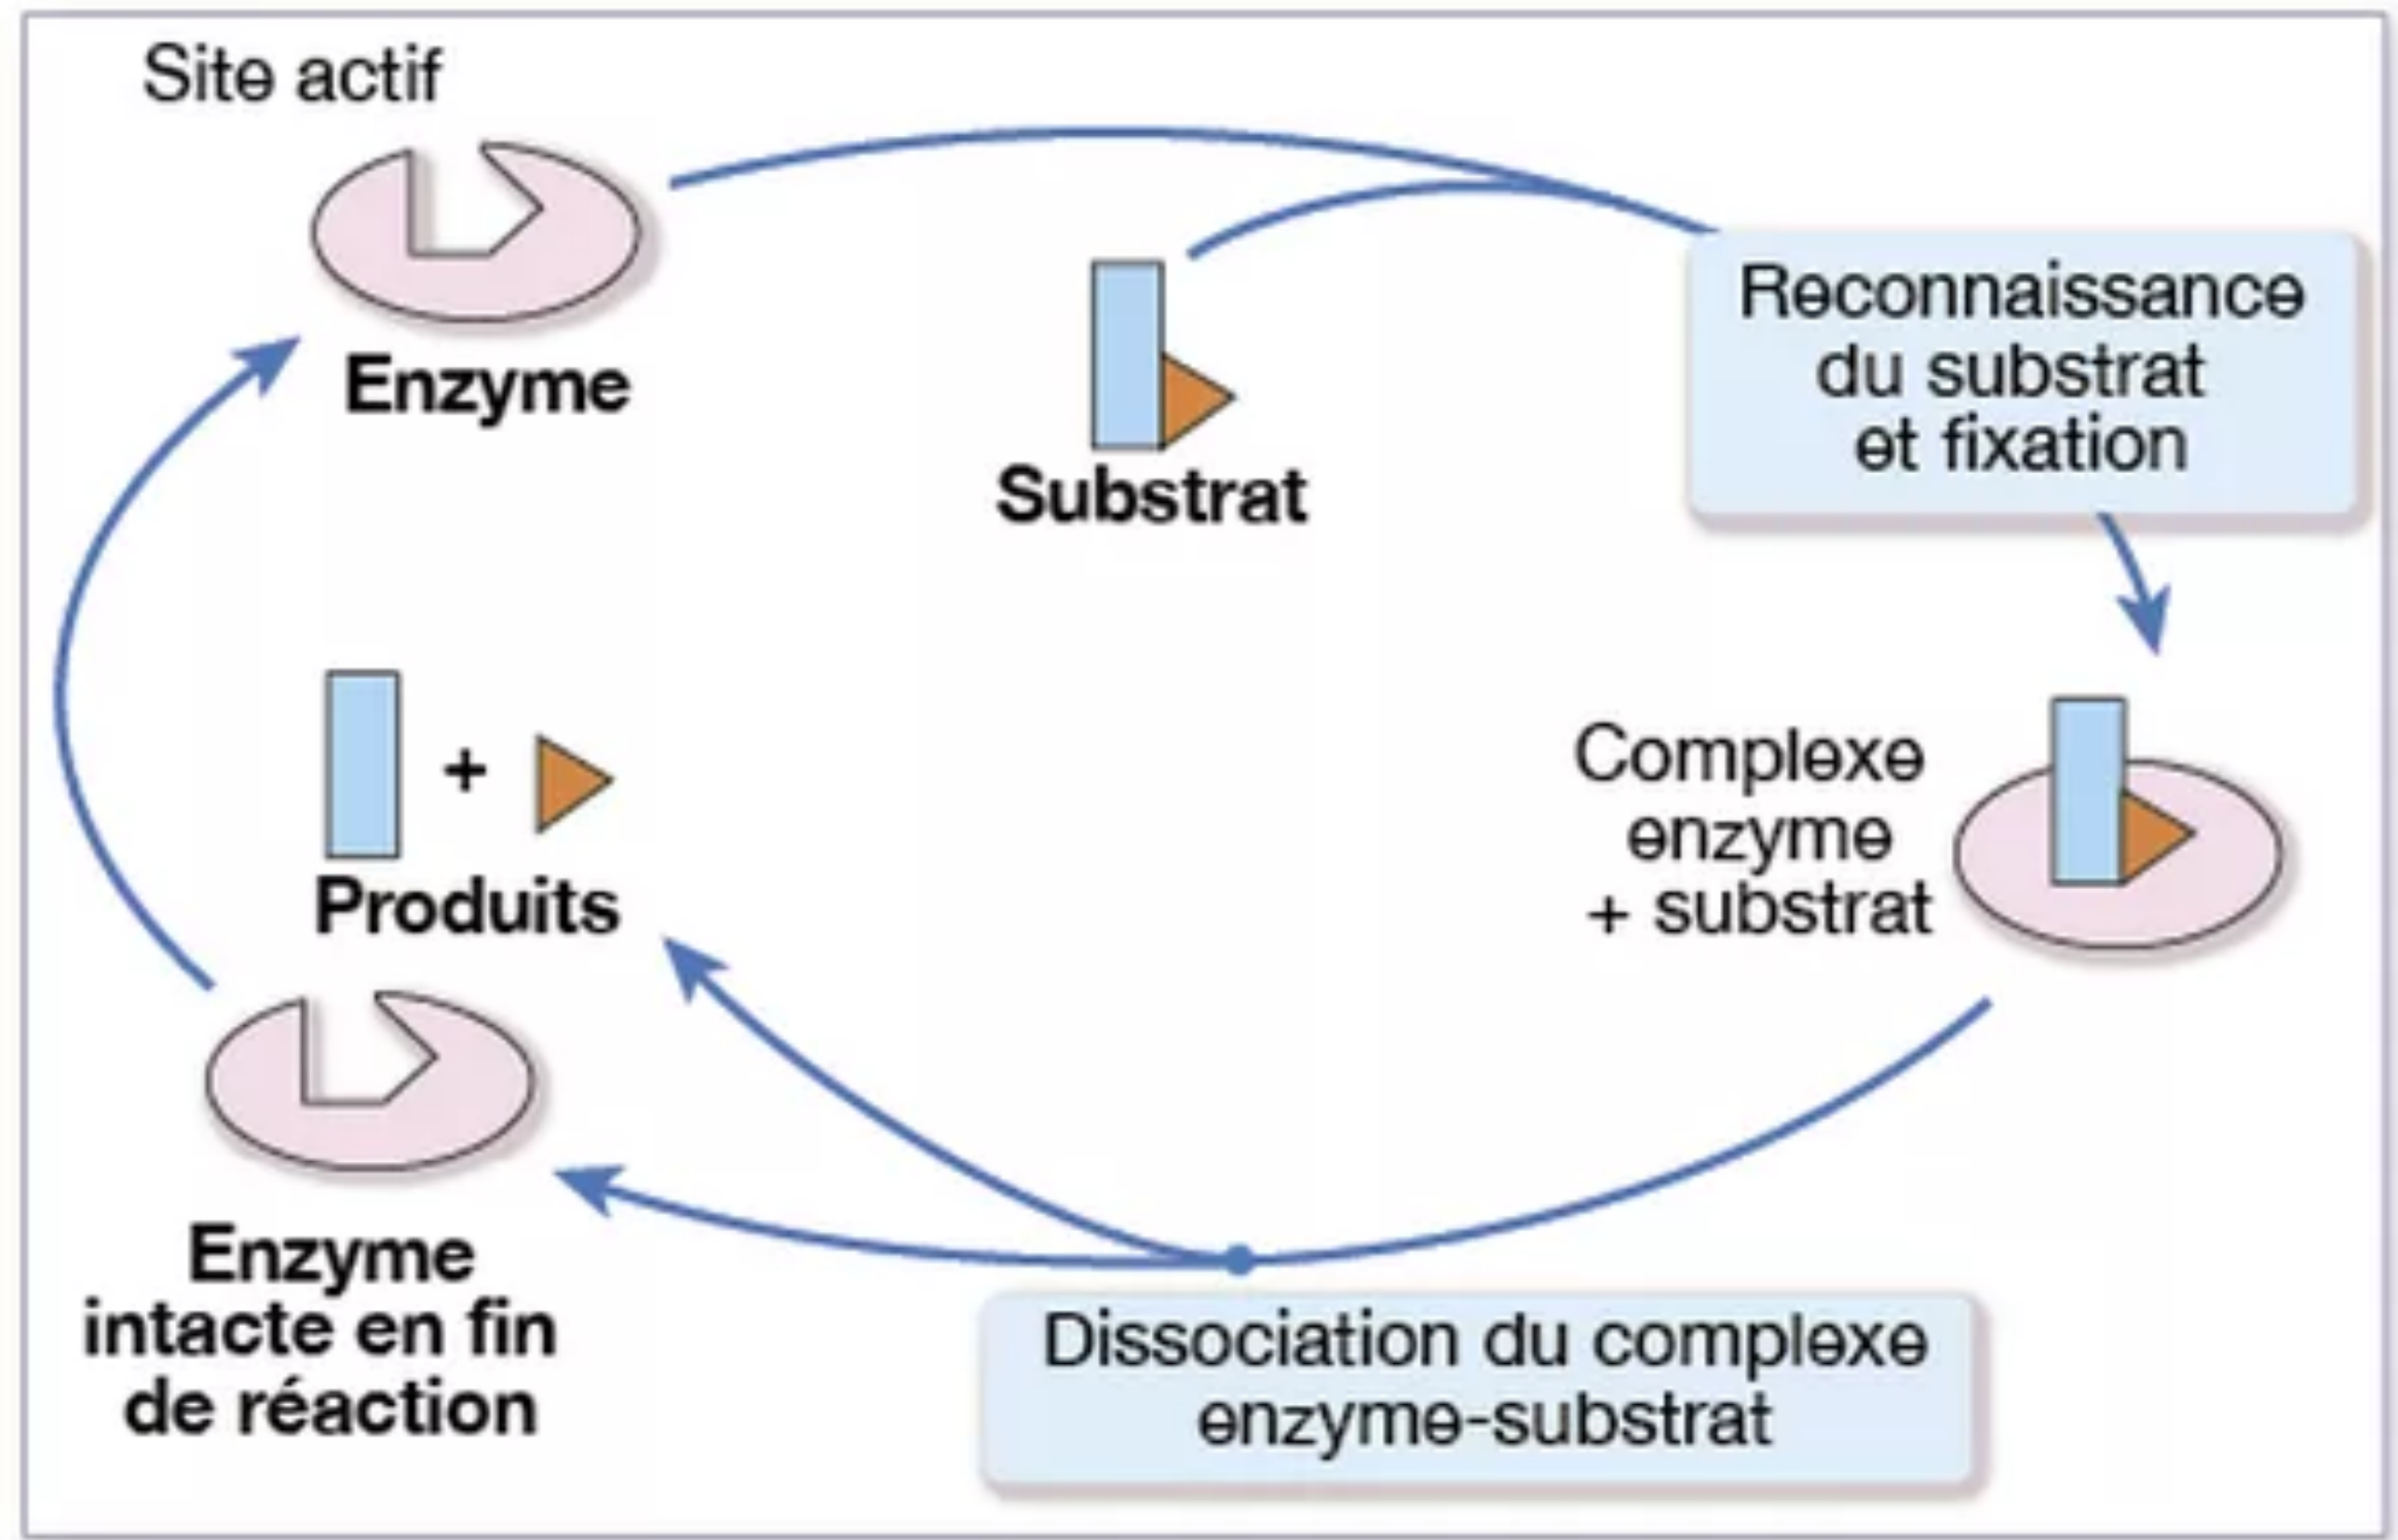 Site actif
Enzyme
Substrat
Reconnaissance
du substrat
et fixation
Complexe
enzyme
+ substrat
+
Produits
Enzyme
intacte en fin
de réaction
Dissociation du complexe
enzyme-substrat